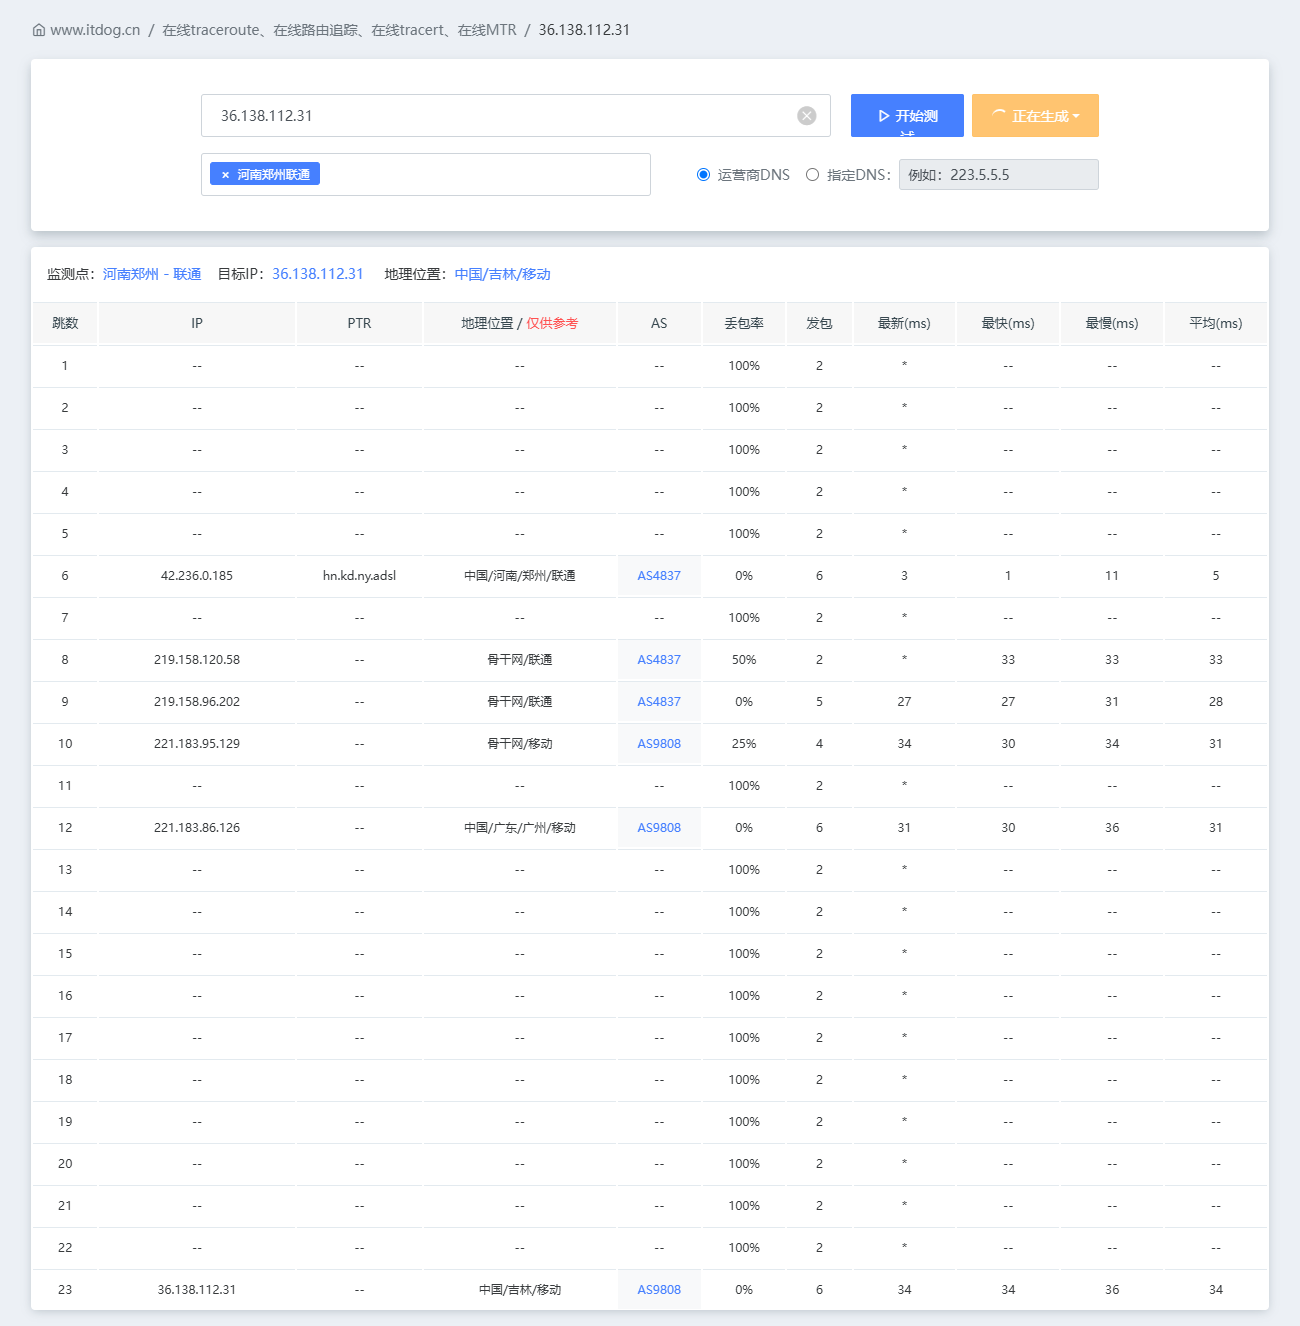 www.itdog.cn / 在线traceroute、在线路由追踪、在线tracert、在线MTR / 36.138.112.31
36.138.112.31 开始测试 正在生成
× 河南郑州联通 运营商DNS 指定DNS： 例如：223.5.5.5
监测点：河南郑州 - 联通 目标IP：36.138.112.31 地理位置：中国/吉林/移动
跳数 IP PTR 地理位置 / 仅供参考 AS 丢包率 发包 最新(ms) 最快(ms) 最慢(ms) 平均(ms)
1 -- -- -- -- 100% 2 * -- -- --
2 -- -- -- -- 100% 2 * -- -- --
3 -- -- -- -- 100% 2 * -- -- --
4 -- -- -- -- 100% 2 * -- -- --
5 -- -- -- -- 100% 2 * -- -- --
6 42.236.0.185 hn.kd.ny.adsl 中国/河南/郑州/联通 AS4837 0% 6 3 1 11 5
7 -- -- -- -- 100% 2 * -- -- --
8 219.158.120.58 -- 骨干网/联通 AS4837 50% 2 * 33 33 33
9 219.158.96.202 -- 骨干网/联通 AS4837 0% 5 27 27 31 28
10 221.183.95.129 -- 骨干网/移动 AS9808 25% 4 34 30 34 31
11 -- -- -- -- 100% 2 * -- -- --
12 221.183.86.126 -- 中国/广东/广州/移动 AS9808 0% 6 31 30 36 31
13 -- -- -- -- 100% 2 * -- -- --
14 -- -- -- -- 100% 2 * -- -- --
15 -- -- -- -- 100% 2 * -- -- --
16 -- -- -- -- 100% 2 * -- -- --
17 -- -- -- -- 100% 2 * -- -- --
18 -- -- -- -- 100% 2 * -- -- --
19 -- -- -- -- 100% 2 * -- -- --
20 -- -- -- -- 100% 2 * -- -- --
21 -- -- -- -- 100% 2 * -- -- --
22 -- -- -- -- 100% 2 * -- -- --
23 36.138.112.31 -- 中国/吉林/移动 AS9808 0% 6 34 34 36 34